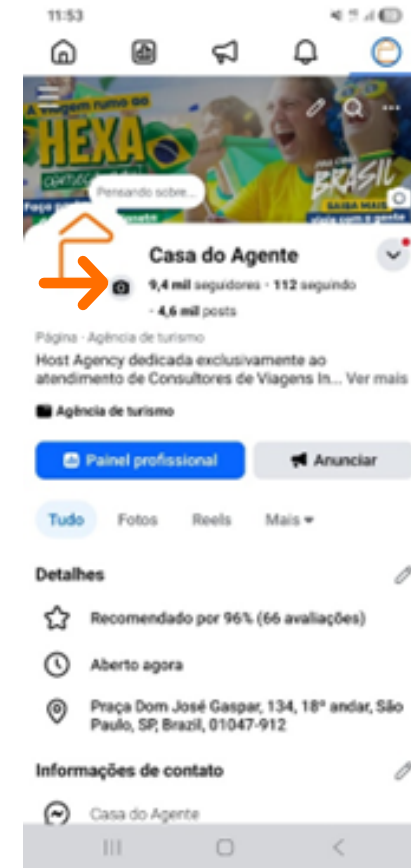 11:53
A viagem rumo ao
HEXA
Pensando sobre...
BRASIL
SAIBA MAIS
Casa do Agente
9,4 mil seguidores • 112 seguindo
• 4,6 mil posts
Página · Agência de turismo
Host Agency dedicada exclusivamente ao
atendimento de Consultores de Viagens In... Ver mais
Agência de turismo
Painel profissional
Anunciar
Tudo Fotos Reels Mais
Detalhes
Recomendado por 96% (66 avaliações)
Aberto agora
Praça Dom José Gaspar, 134, 18º andar, São
Paulo, SP, Brazil, 01047-912
Informações de contato
Casa do Agente